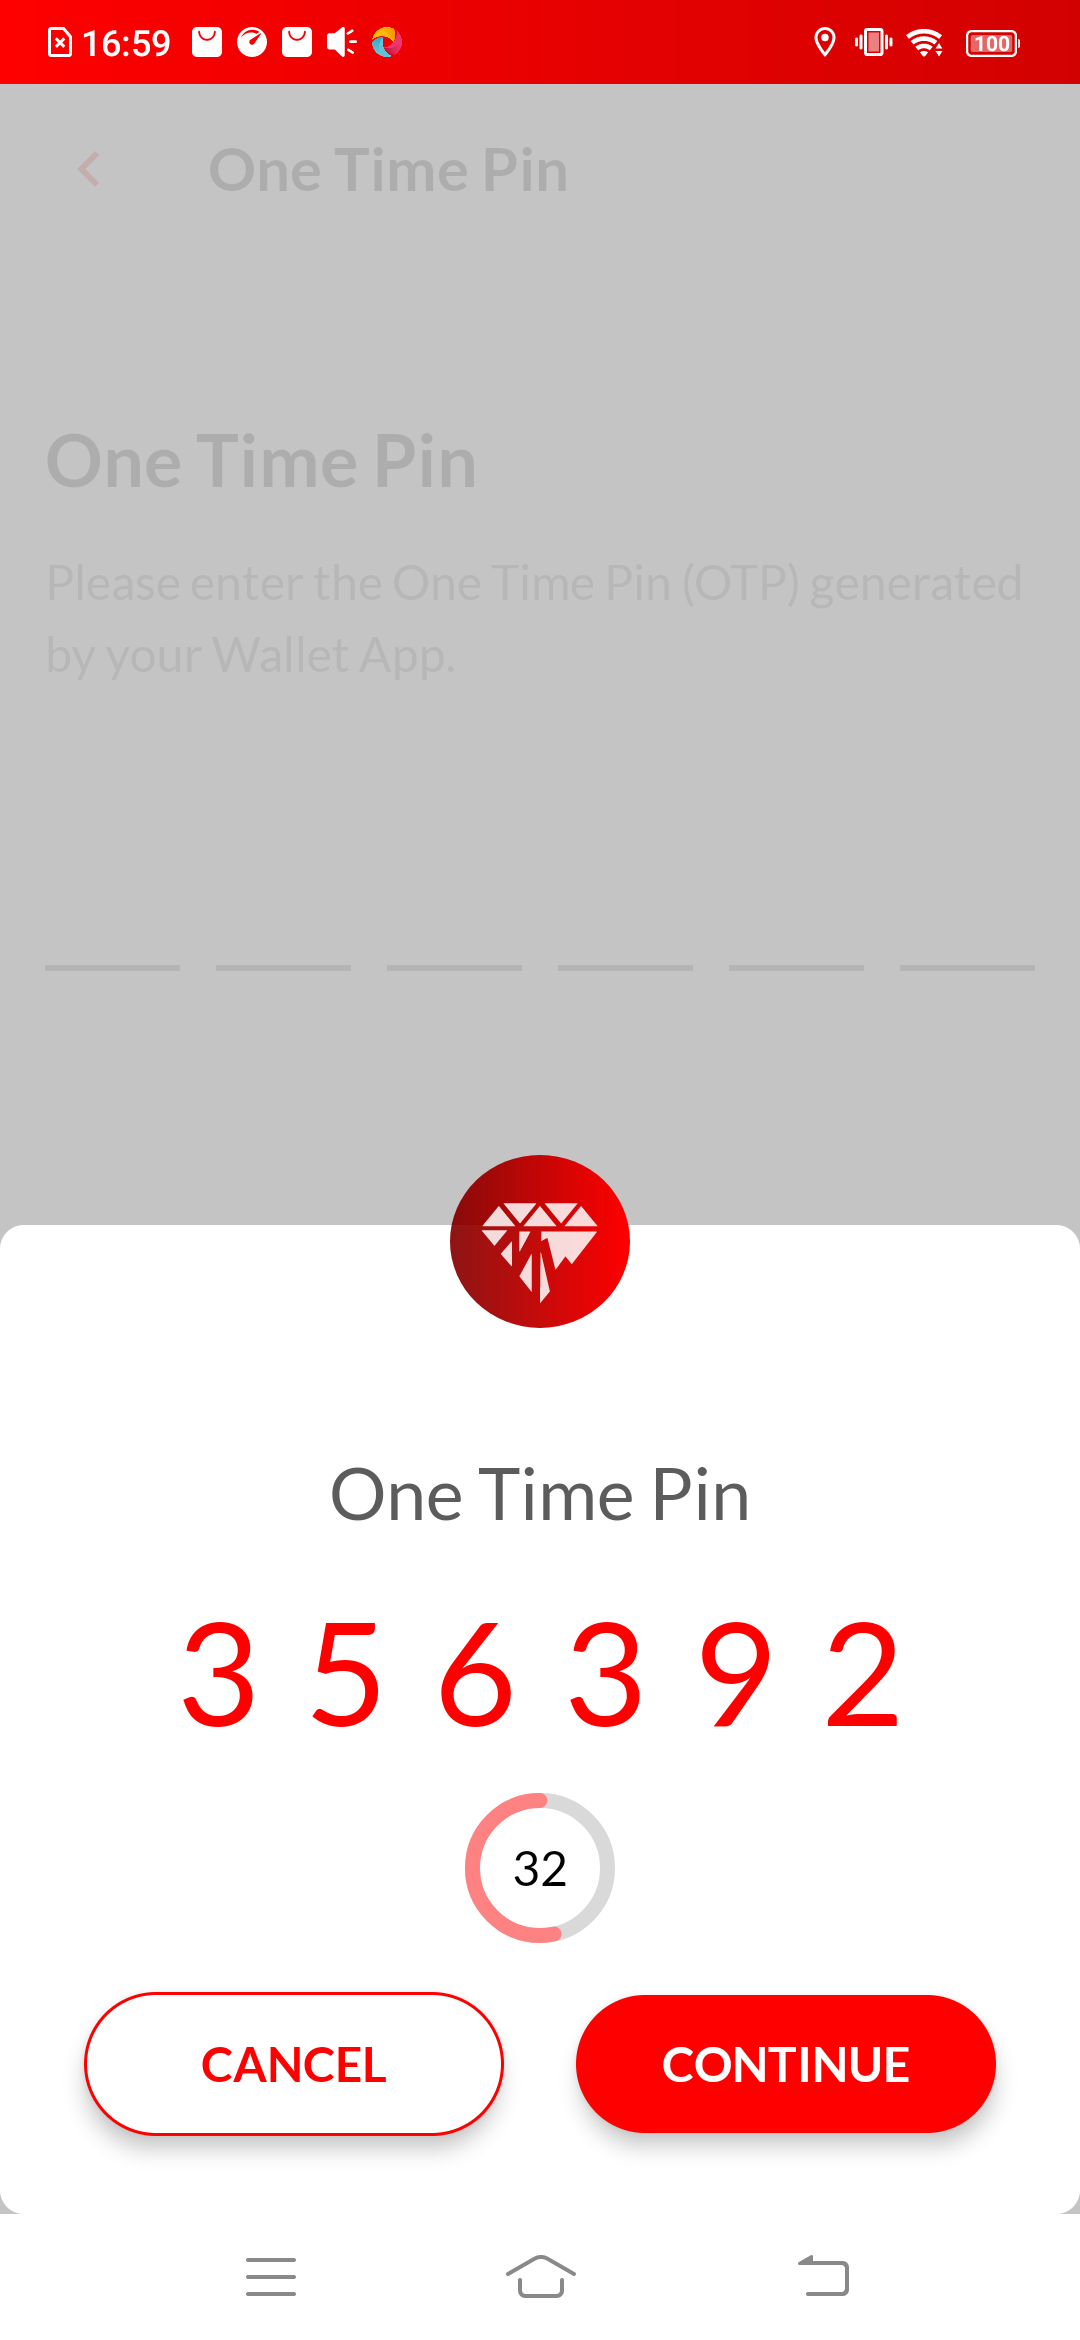 16:59
100
One Time Pin
One Time Pin
Please enter the One Time Pin (OTP) generated
by your Wallet App.
One Time Pin
3 5 6 3 9 2
32
CANCEL
CONTINUE